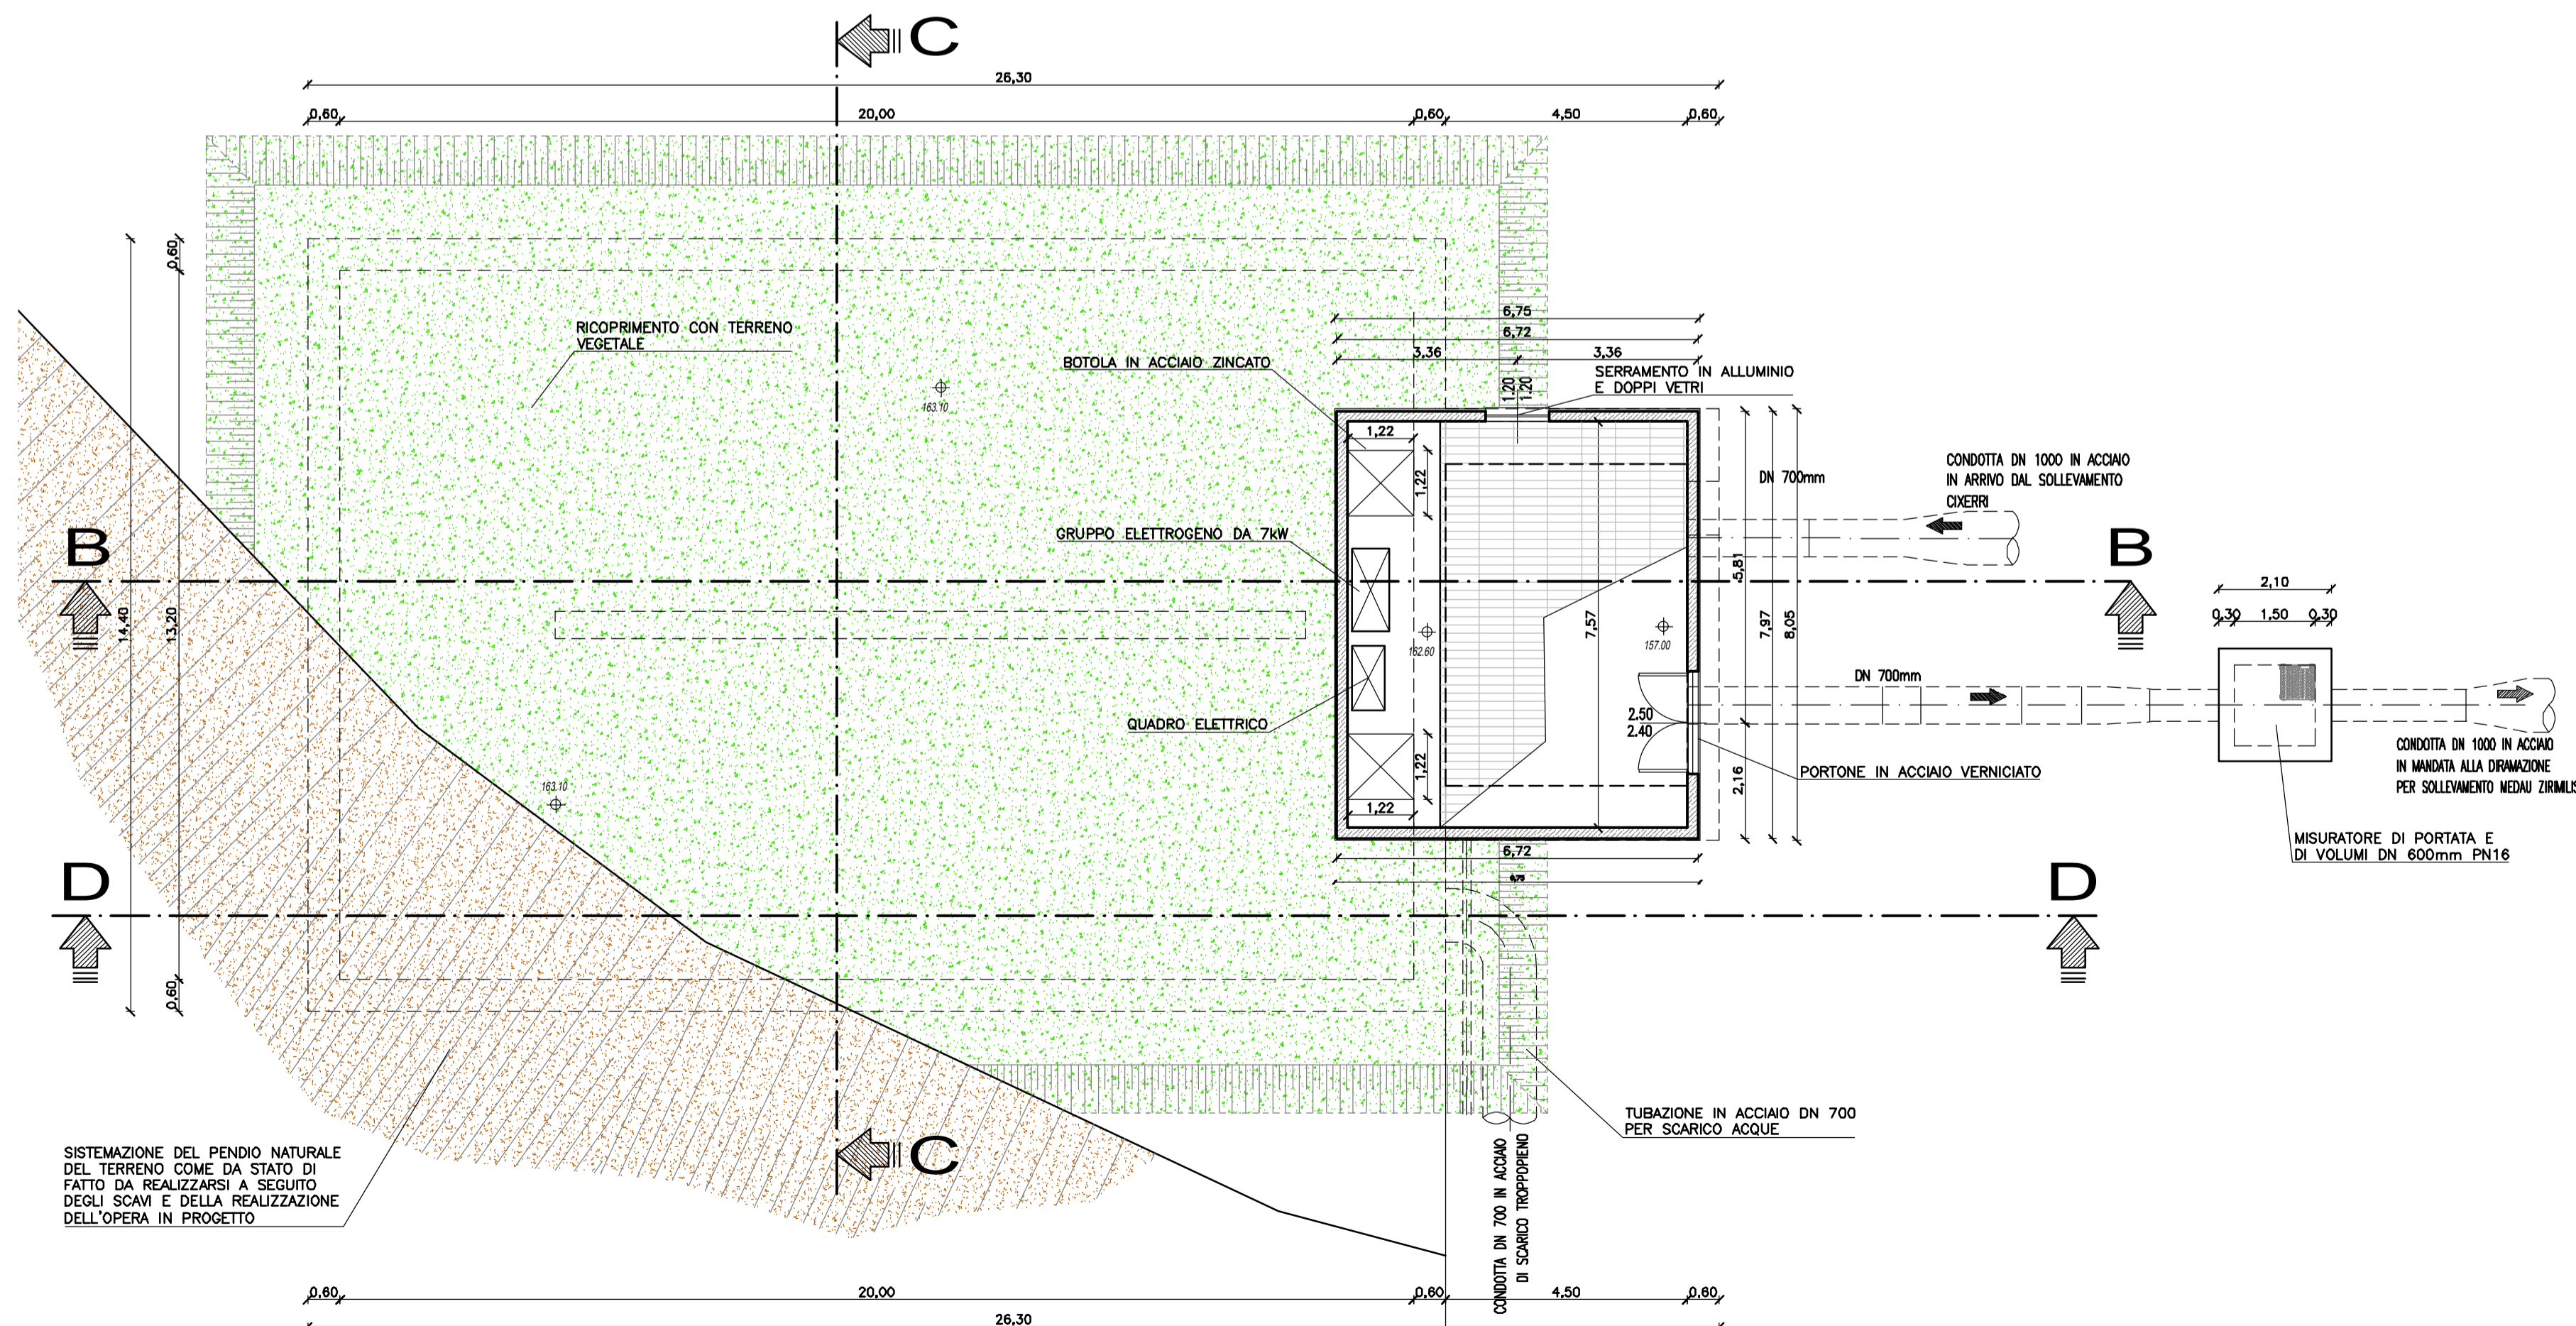 C
26,30
0,60
20,00
0,60
4,50
0,60
0,60
14,40
13,20
0,60
RICOPRIMENTO CON TERRENO
VEGETALE
163.10
BOTOLA IN ACCIAIO ZINCATO
6,75
6,72
3,36
3,36
SERRAMENTO IN ALLUMINIO
E DOPPI VETRI
1.20
1.20
1,22
1,22
DN 700mm
CONDOTTA DN 1000 IN ACCIAIO
IN ARRIVO DAL SOLLEVAMENTO
CIXERRI
GRUPPO ELETTROGENO DA 7kW
B
B
5,81
7,97
8,05
7,57
2,10
0,30
1,50
0,30
162.60
157.00
DN 700mm
QUADRO ELETTRICO
2.50
2.40
2,16
1,22
1,22
163.10
PORTONE IN ACCIAIO VERNICIATO
CONDOTTA DN 1000 IN ACCIAIO
IN MANDATA ALLA DIRAMAZIONE
PER SOLLEVAMENTO MEDAU ZIRIMILIS
MISURATORE DI PORTATA E
DI VOLUMI DN 600mm PN16
6,72
6,75
D
D
TUBAZIONE IN ACCIAIO DN 700
PER SCARICO ACQUE
C
CONDOTTA DN 700 IN ACCIAIO
DI SCARICO TROPPOPIENO
SISTEMAZIONE DEL PENDIO NATURALE
DEL TERRENO COME DA STATO DI
FATTO DA REALIZZARSI A SEGUITO
DEGLI SCAVI E DELLA REALIZZAZIONE
DELL'OPERA IN PROGETTO
0,60
20,00
0,60
4,50
0,60
26,30